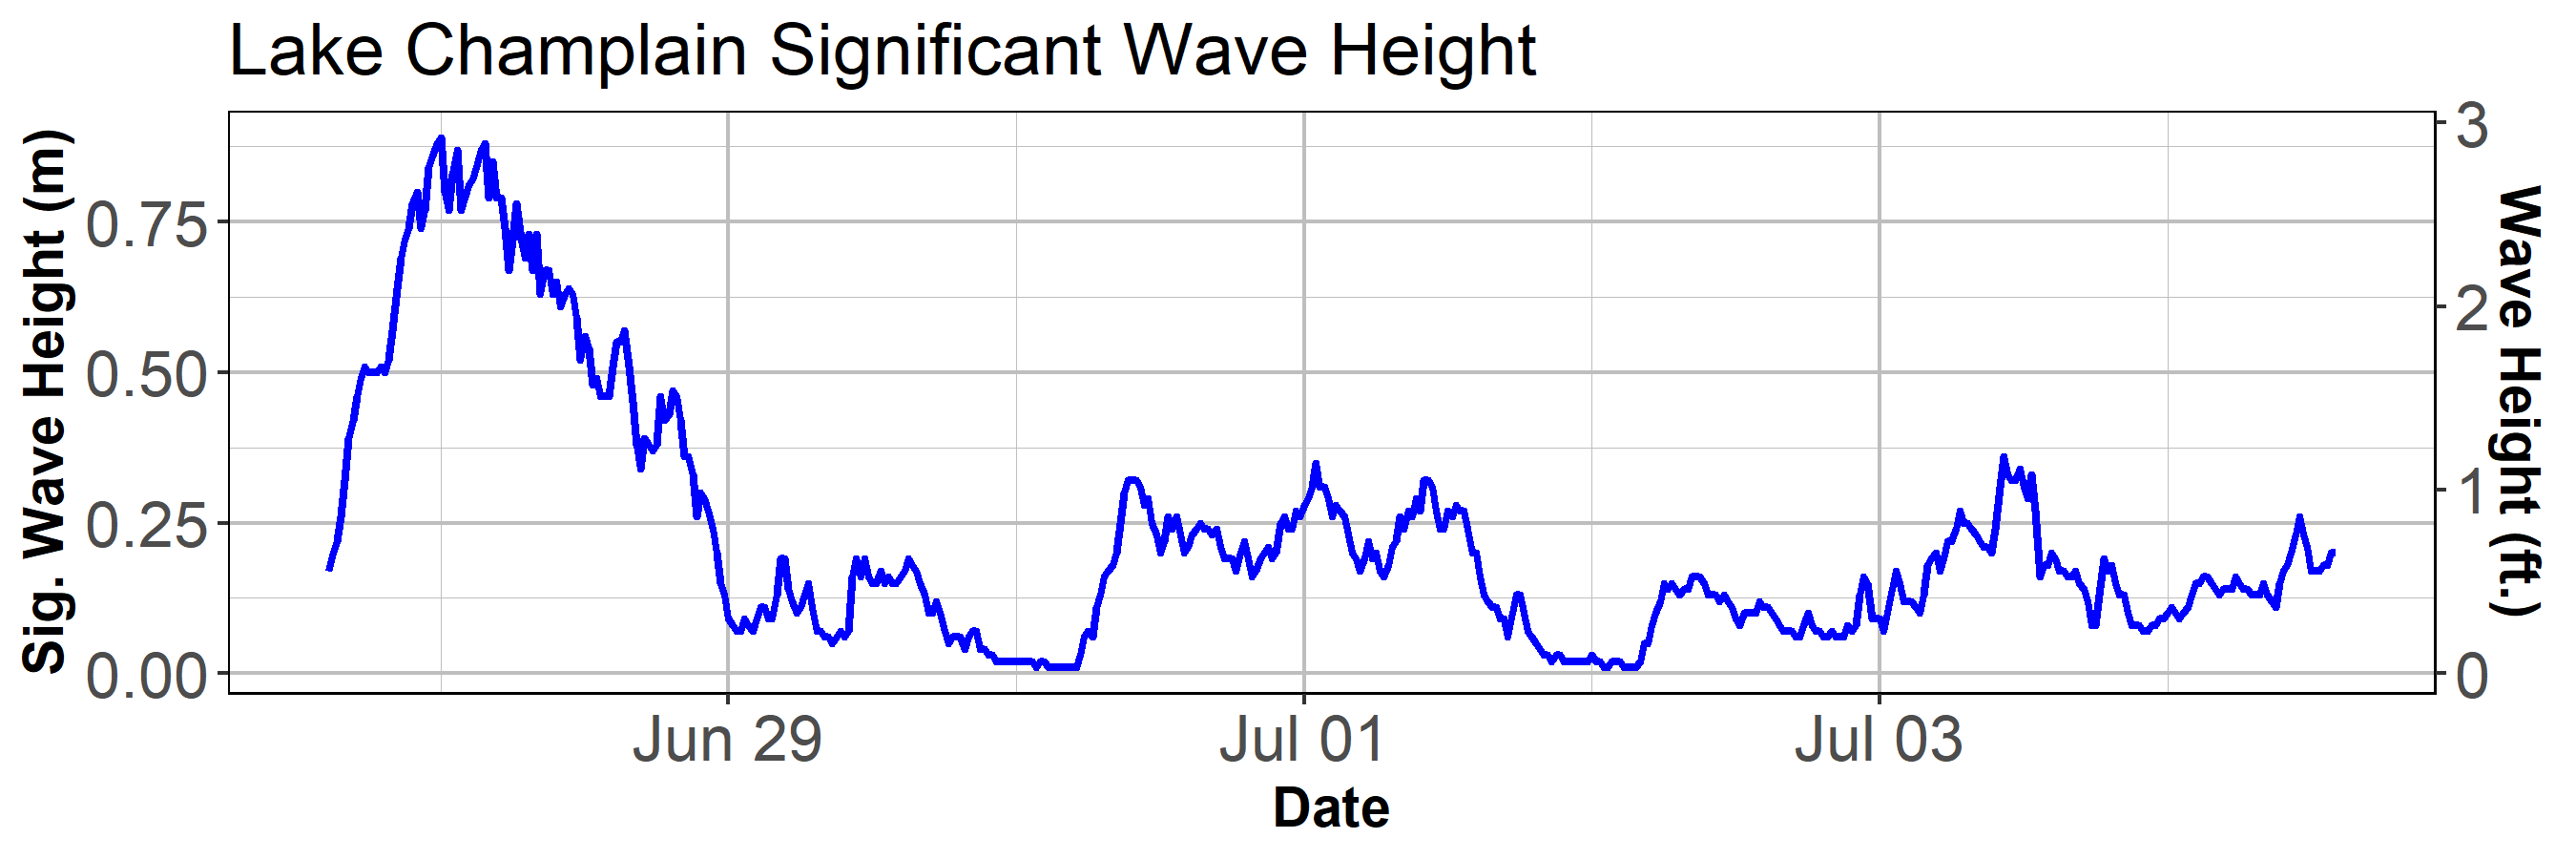 Lake Champlain Significant Wave Height
Sig. Wave Height (m)
0.75
0.50
0.25
0.00
3
2
1
0
Wave Height (ft.)
Jun 29
Jul 01
Jul 03
Date